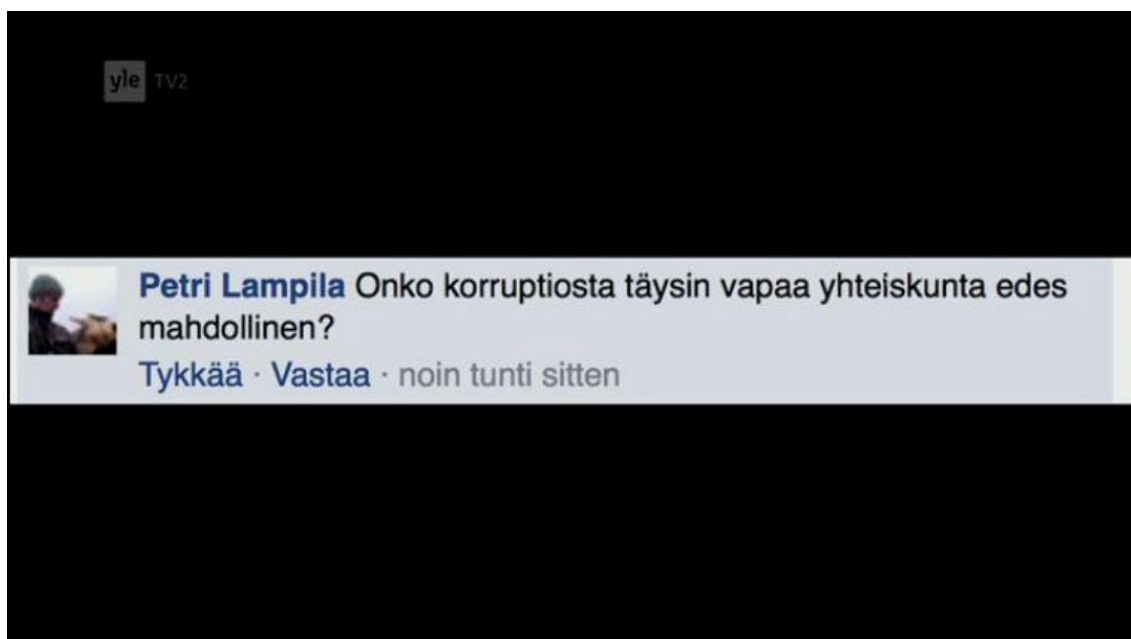 yle TV2
Petri Lampila Onko korruptiosta täysin vapaa yhteiskunta edes
mahdollinen?
Tykkää · Vastaa · noin tunti sitten